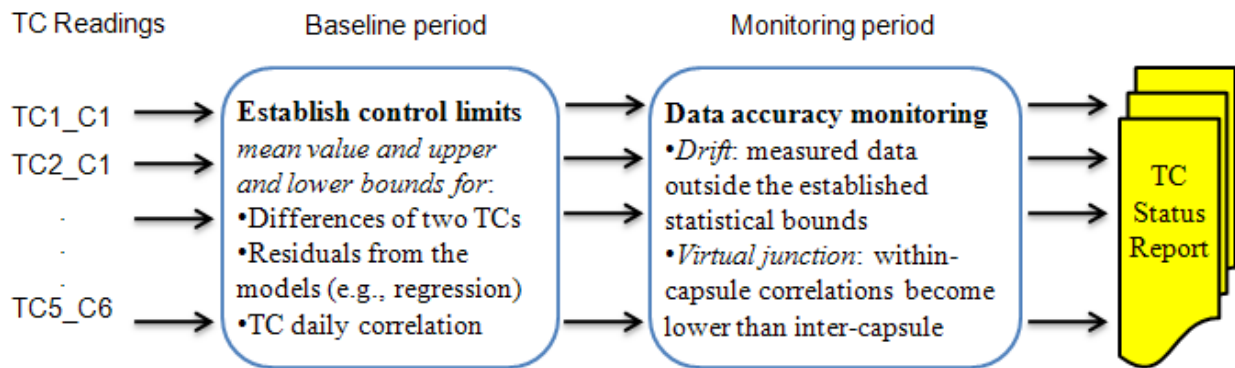 TC Readings
Baseline period
Monitoring period
TC1_C1
TC2_C1
.
.
.
TC5_C6
Establish control limits
mean value and upper
and lower bounds for:
•Differences of two TCs
•Residuals from the
models (e.g., regression)
•TC daily correlation
Data accuracy monitoring
•Drift: measured data
outside the established
statistical bounds
•Virtual junction: within-
capsule correlations become
lower than inter-capsule
TC
Status
Report